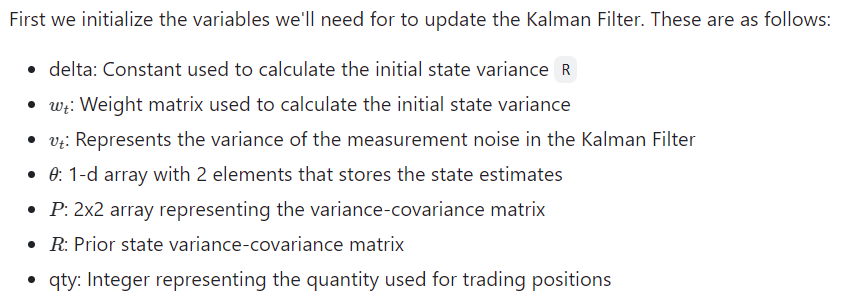 First we initialize the variables we'll need for to update the Kalman Filter. These are as follows:
• delta: Constant used to calculate the initial state variance R
• wₜ: Weight matrix used to calculate the initial state variance
• vₜ: Represents the variance of the measurement noise in the Kalman Filter
• θ: 1-d array with 2 elements that stores the state estimates
• P: 2x2 array representing the variance-covariance matrix
• R: Prior state variance-covariance matrix
• qty: Integer representing the quantity used for trading positions